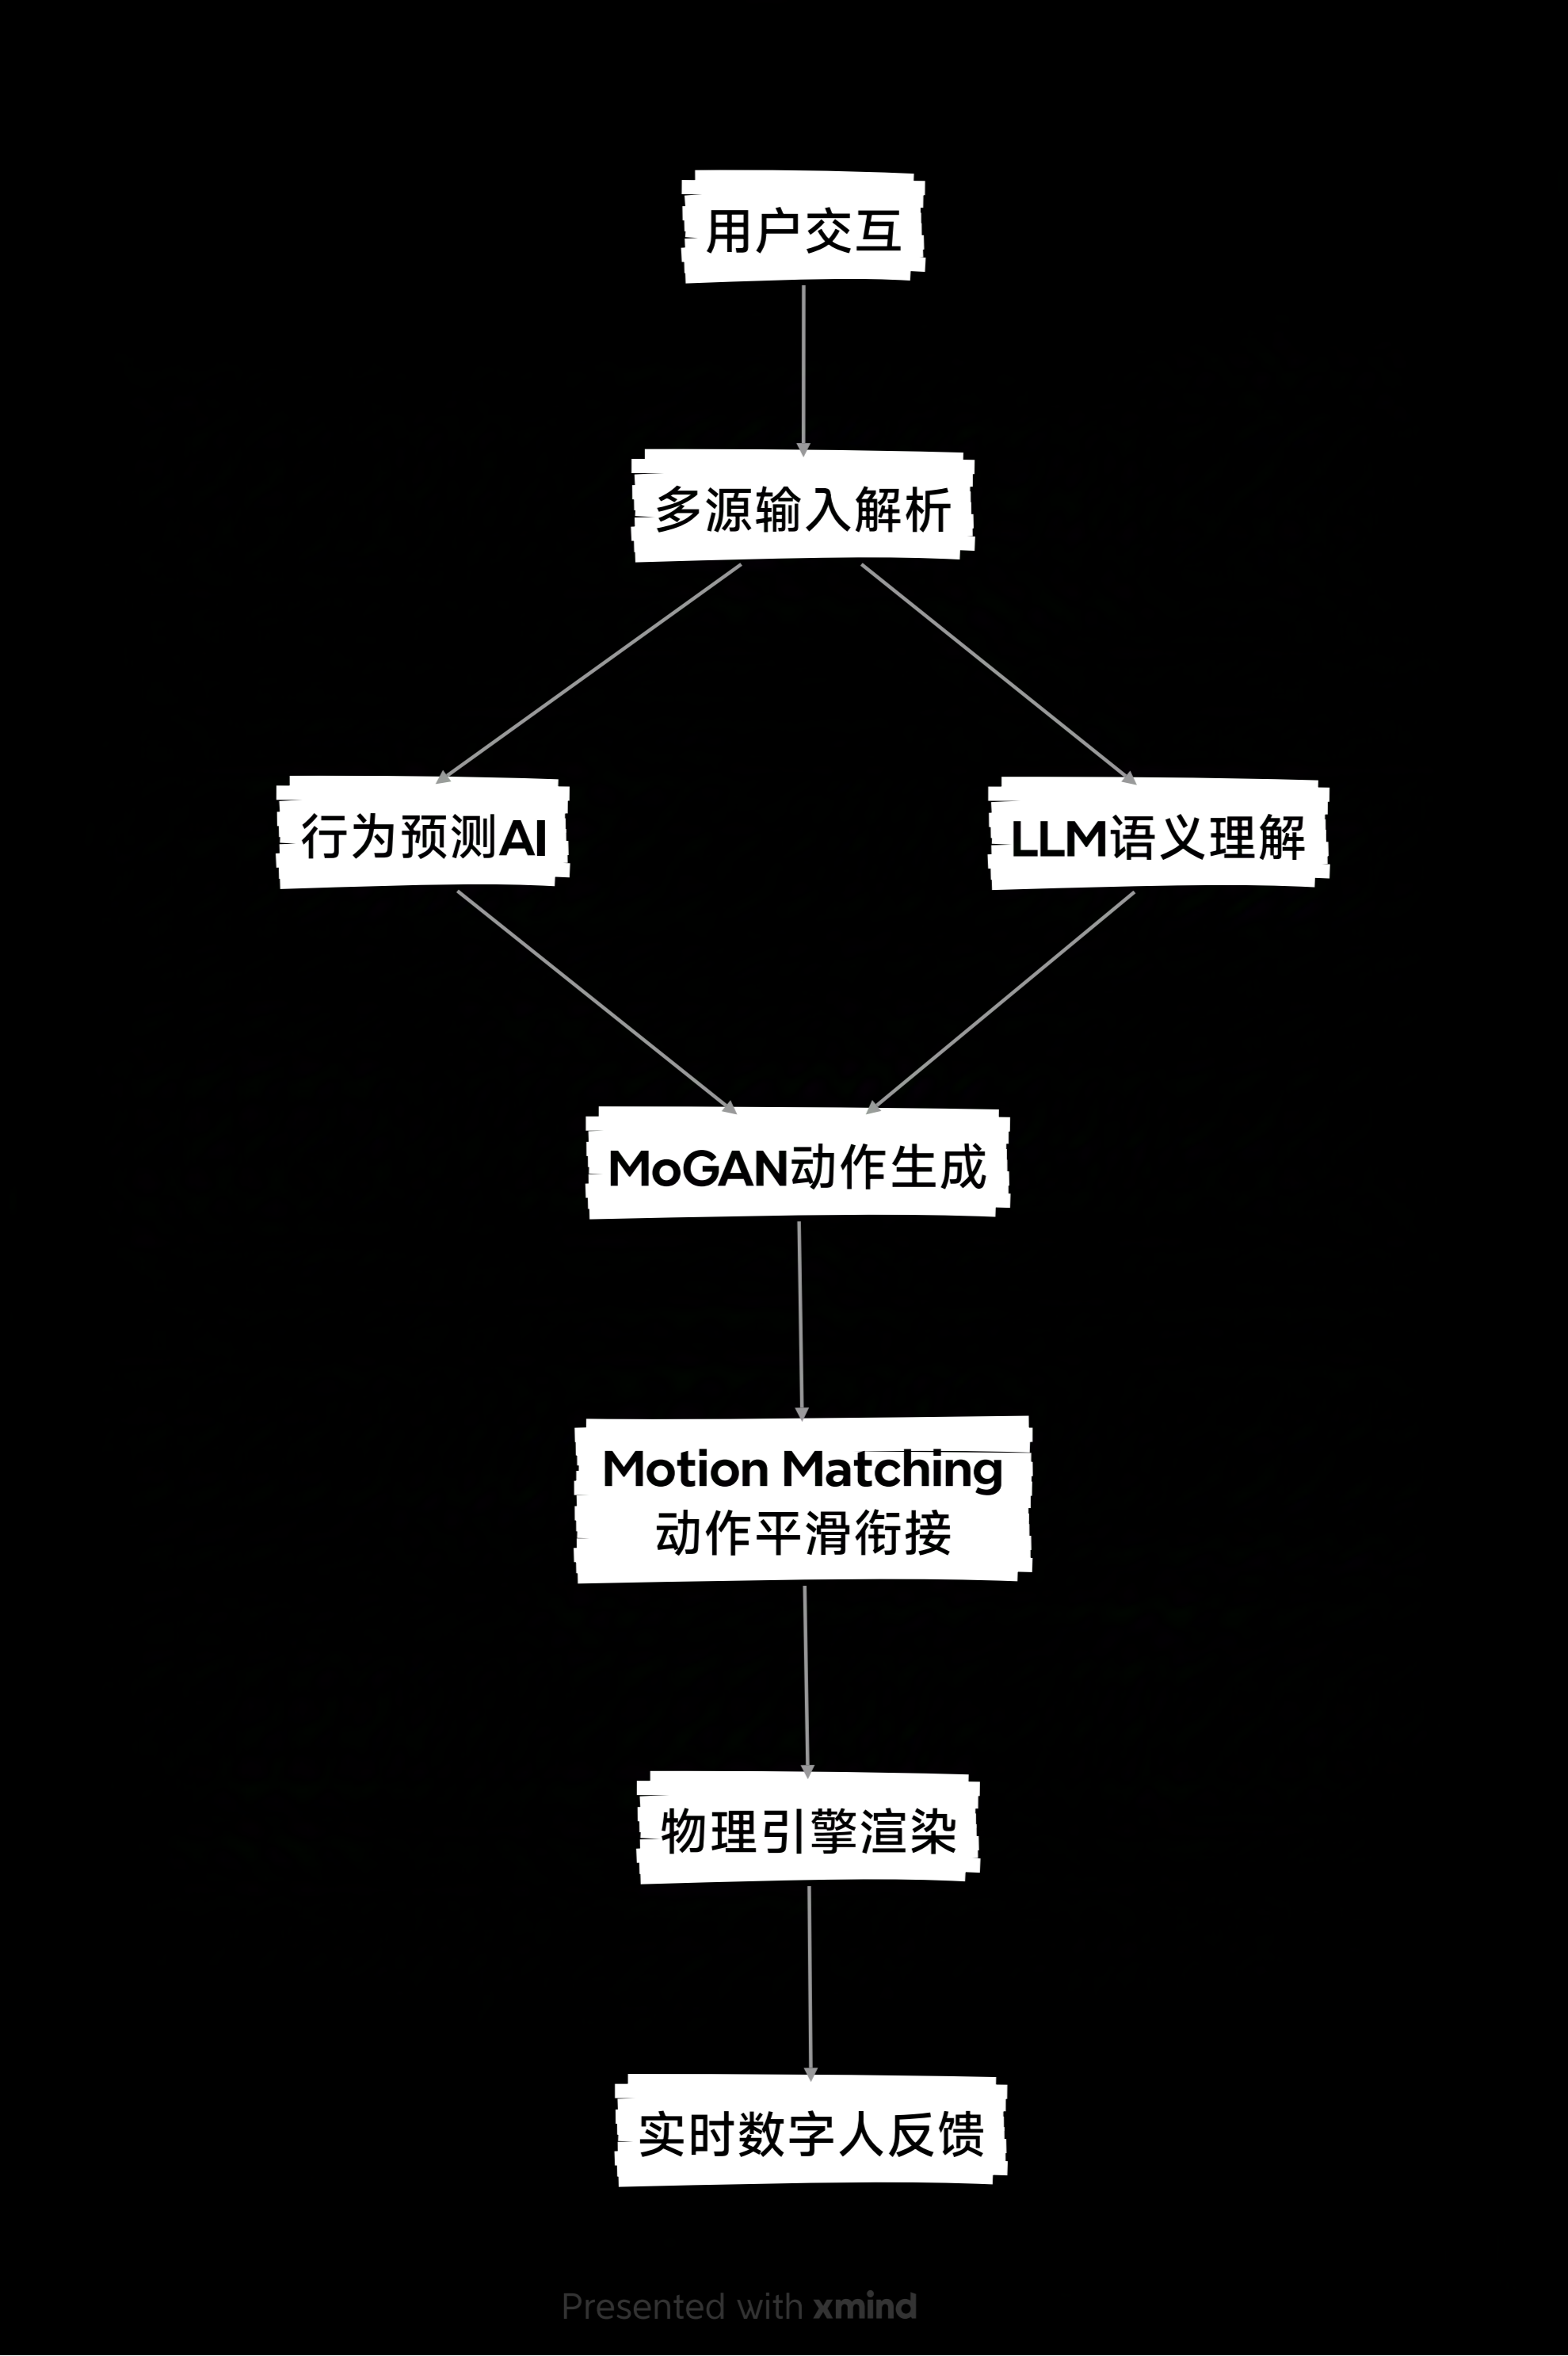 用户交互
多源输入解析
行为预测AI
LLM语义理解
MoGAN动作生成
Motion Matching
动作平滑衔接
物理引擎渲染
实时数字人反馈
Presented with xmind